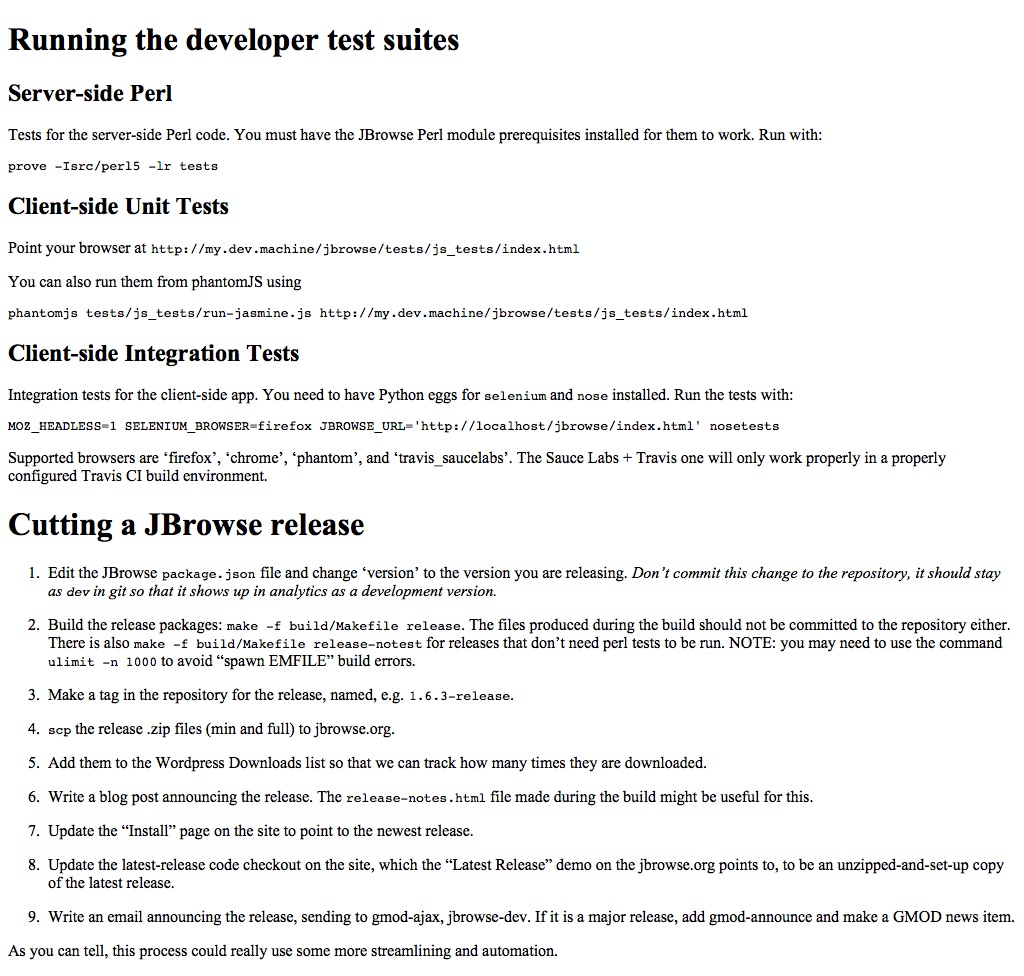 Running the developer test suites
Server-side Perl
Tests for the server-side Perl code. You must have the JBrowse Perl module prerequisites installed for them to work. Run with:
prove -Isrc/perl5 -lr tests
Client-side Unit Tests
Point your browser at http://my.dev.machine/jbrowse/tests/js_tests/index.html
You can also run them from phantomJS using
phantomjs tests/js_tests/run-jasmine.js http://my.dev.machine/jbrowse/tests/js_tests/index.html
Client-side Integration Tests
Integration tests for the client-side app. You need to have Python eggs for selenium and nose installed. Run the tests with:
MOZ_HEADLESS=1 SELENIUM_BROWSER=firefox JBROWSE_URL='http://localhost/jbrowse/index.html' nosetests
Supported browsers are ‘firefox’, ‘chrome’, ‘phantom’, and ‘travis_saucelabs’. The Sauce Labs + Travis one will only work properly in a properly
configured Travis CI build environment.
Cutting a JBrowse release
1. Edit the JBrowse package.json file and change ‘version’ to the version you are releasing. Don’t commit this change to the repository, it should stay
as dev in git so that it shows up in analytics as a development version.
2. Build the release packages: make -f build/Makefile release. The files produced during the build should not be committed to the repository either.
There is also make -f build/Makefile release-notest for releases that don’t need perl tests to be run. NOTE: you may need to use the command
ulimit -n 1000 to avoid “spawn EMFILE” build errors.
3. Make a tag in the repository for the release, named, e.g. 1.6.3-release.
4. scp the release .zip files (min and full) to jbrowse.org.
5. Add them to the Wordpress Downloads list so that we can track how many times they are downloaded.
6. Write a blog post announcing the release. The release-notes.html file made during the build might be useful for this.
7. Update the “Install” page on the site to point to the newest release.
8. Update the latest-release code checkout on the site, which the “Latest Release” demo on the jbrowse.org points to, to be an unzipped-and-set-up copy
of the latest release.
9. Write an email announcing the release, sending to gmod-ajax, jbrowse-dev. If it is a major release, add gmod-announce and make a GMOD news item.
As you can tell, this process could really use some more streamlining and automation.